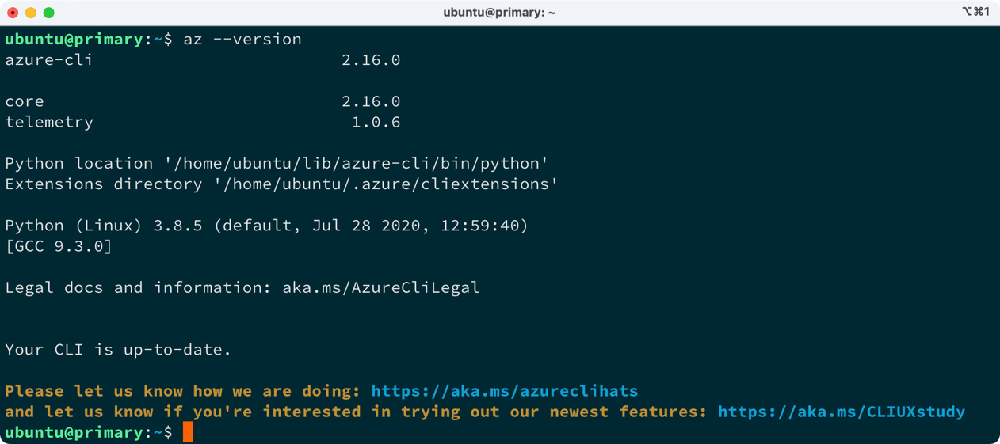 ubuntu@primary: ~
⌥⌘1
ubuntu@primary:~$ az --version
azure-cli                         2.16.0
core                              2.16.0
telemetry                          1.0.6
Python location '/home/ubuntu/lib/azure-cli/bin/python'
Extensions directory '/home/ubuntu/.azure/cliextensions'
Python (Linux) 3.8.5 (default, Jul 28 2020, 12:59:40)
[GCC 9.3.0]
Legal docs and information: aka.ms/AzureCliLegal
Your CLI is up-to-date.
Please let us know how we are doing: https://aka.ms/azureclihats
and let us know if you're interested in trying out our newest features: https://aka.ms/CLIUXstudy
ubuntu@primary:~$